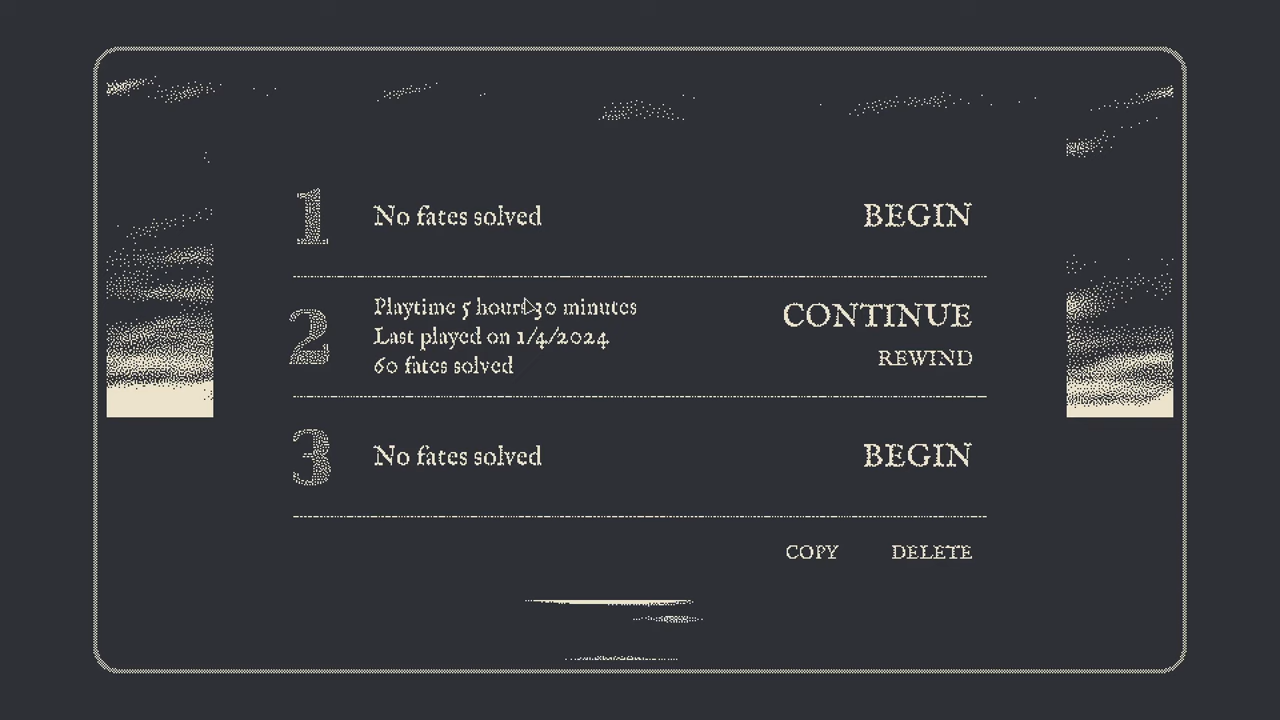 1 No fates solved BEGIN
2 Playtime 5 hours 30 minutes CONTINUE
Last played on 1/4/2024
REWIND
60 fates solved
3 No fates solved BEGIN
COPY DELETE